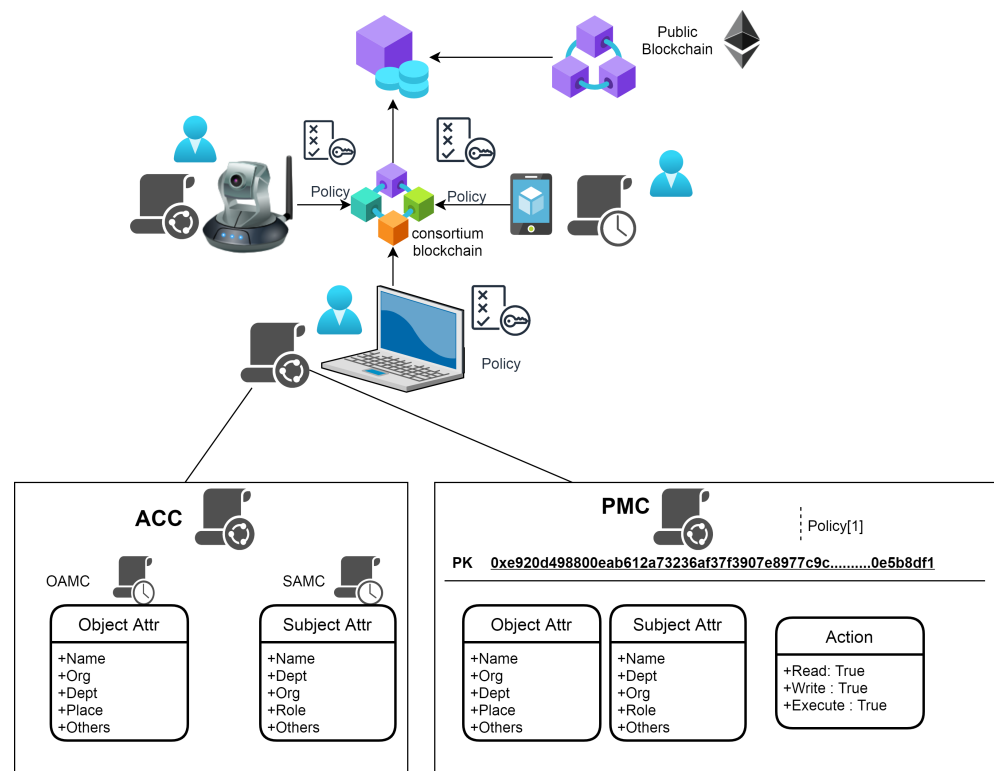 Public
Blockchain
Policy
Policy
consortium
blockchain
Policy
ACC
OAMC
SAMC
Object Attr
+Name
+Org
+Dept
+Place
+Others
Subject Attr
+Name
+Dept
+Org
+Role
+Others
PMC
Policy[1]
PK 0xe920d498800eab612a73236af37f3907e8977c9c..........0e5b8df1
Object Attr
+Name
+Org
+Dept
+Place
+Others
Subject Attr
+Name
+Dept
+Org
+Role
+Others
Action
+Read: True
+Write : True
+Execute : True